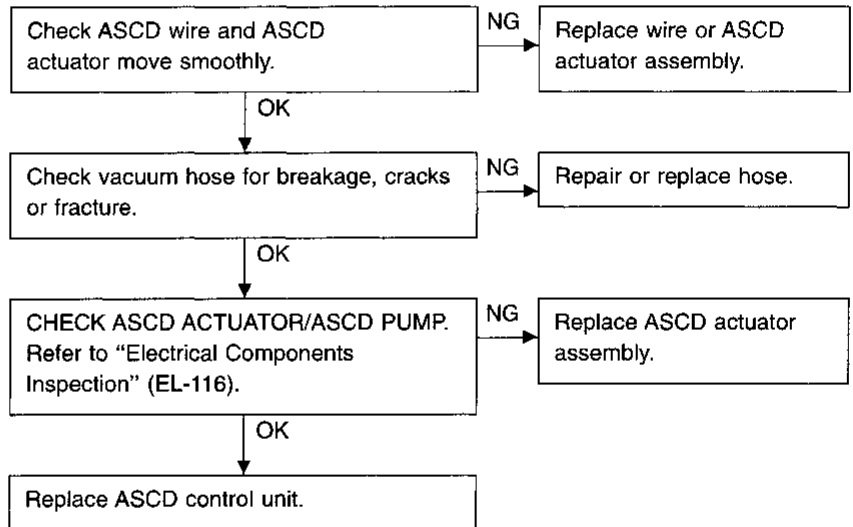 Check ASCD wire and ASCD
actuator move smoothly.
NG
Replace wire or ASCD
actuator assembly.
OK
Check vacuum hose for breakage, cracks
or fracture.
NG
Repair or replace hose.
OK
CHECK ASCD ACTUATOR/ASCD PUMP.
Refer to “Electrical Components
Inspection” (EL-116).
NG
Replace ASCD actuator
assembly.
OK
Replace ASCD control unit.